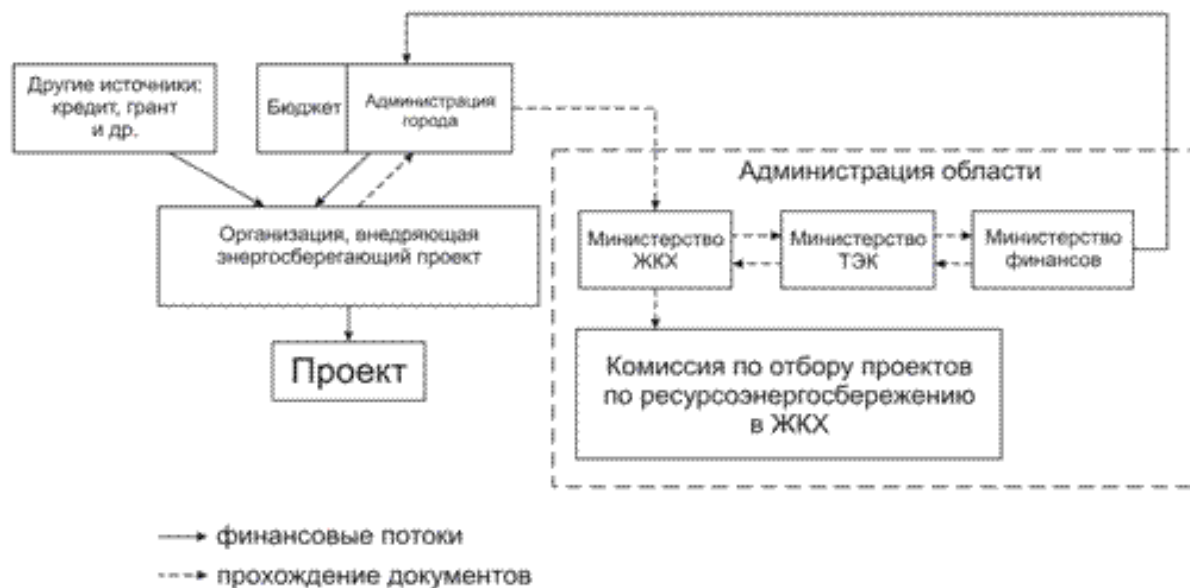 Другие источники:
кредит, грант
и др.
Бюджет
Администрация
города
Администрация области
Организация, внедряющая
энергосберегающий проект
Министерство
ЖКХ
Министерство
ТЭК
Министерство
финансов
Проект
Комиссия по отбору проектов
по ресурсоэнергосбережению
в ЖКХ
финансовые потоки
прохождение документов